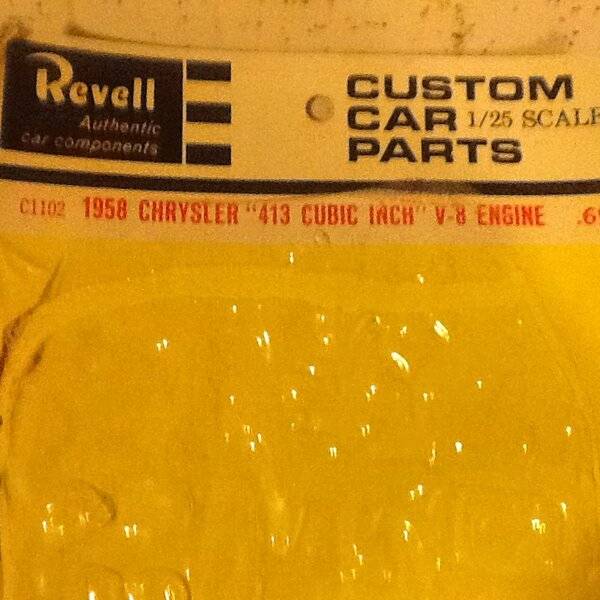 Revell
Authentic
car components
CUSTOM
CAR 1/25 SCALE
PARTS
C1102 1958 CHRYSLER "413 CUBIC INCH" V-8 ENGINE